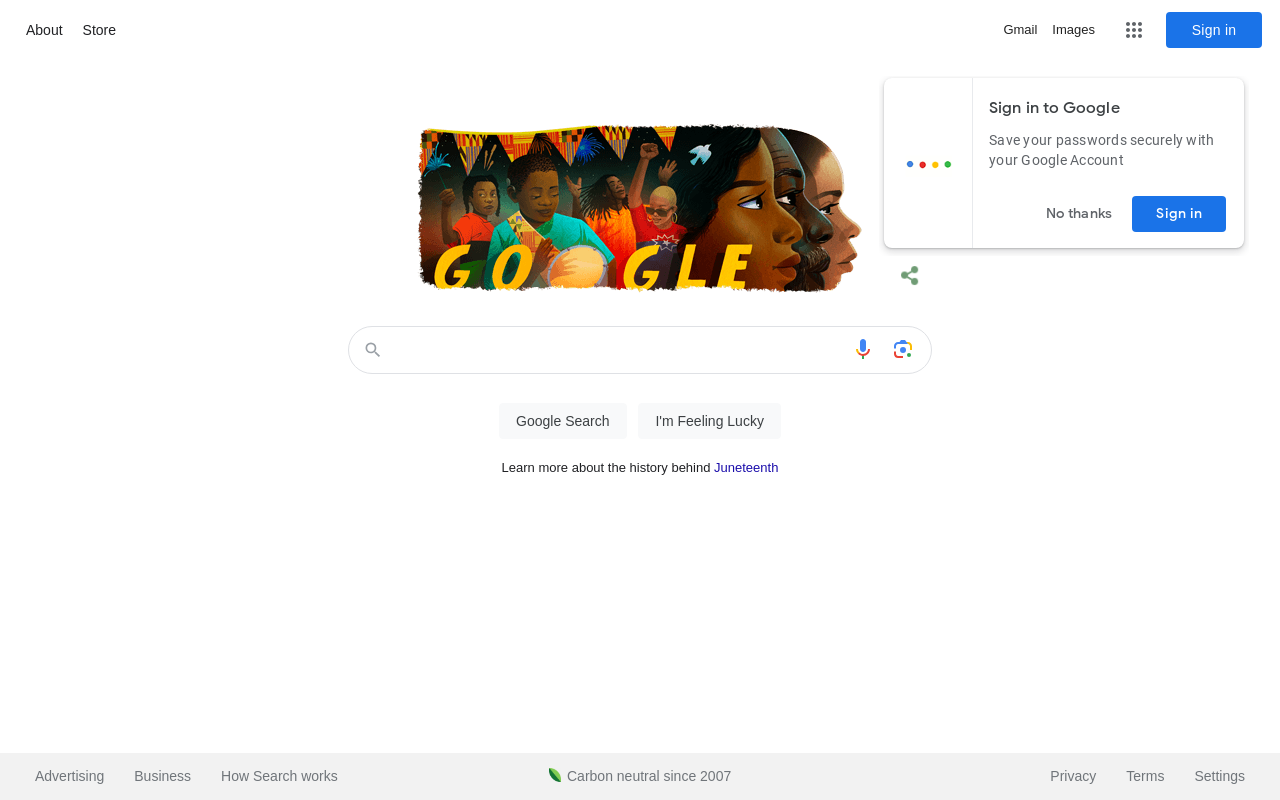 About
Store
Gmail
Images
Sign in
Sign in to Google
Save your passwords securely with
your Google Account
No thanks
Sign in
GO GLE
Google Search
I'm Feeling Lucky
Learn more about the history behind Juneteenth
Advertising
Business
How Search works
Carbon neutral since 2007
Privacy
Terms
Settings